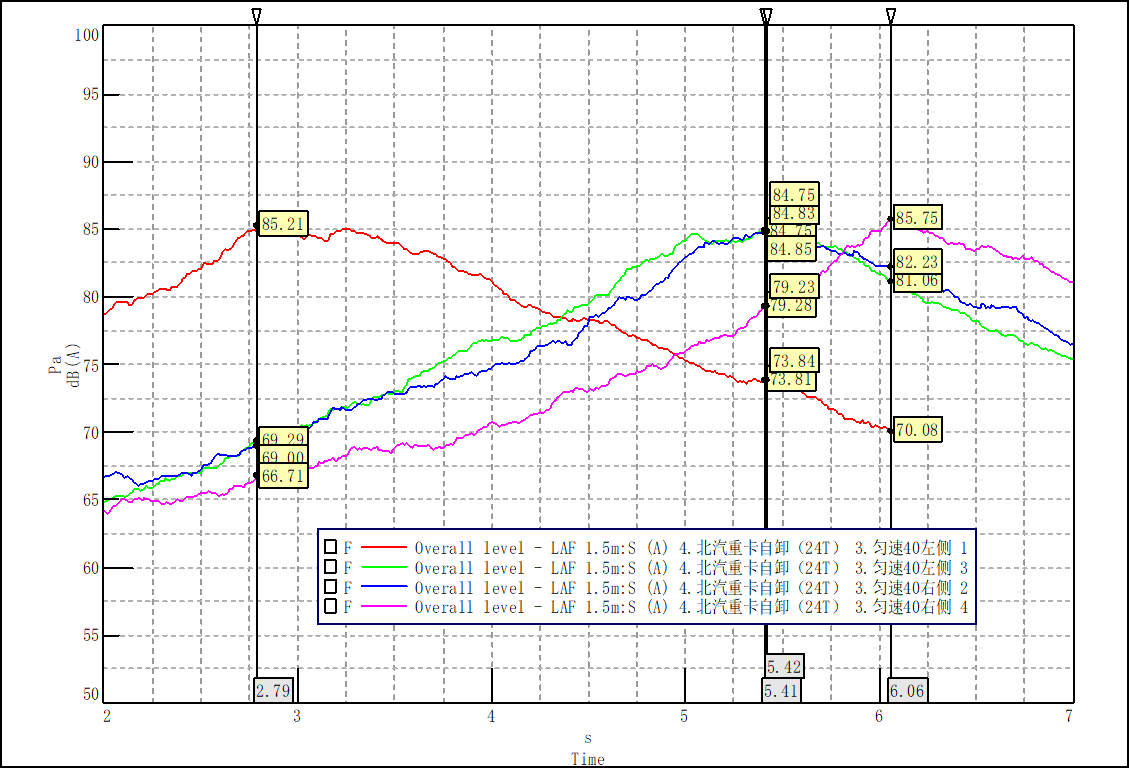 100
95
90
85
80
75
70
65
60
55
50
Pa
dB(A)
85.21
69.29
69.00
66.71
84.75
84.83
84.75
84.85
79.23
79.28
73.84
73.81
85.75
82.23
81.06
70.08
F Overall level - LAF 1.5m:S (A) 4.北汽重卡自卸（24T） 3.匀速40左侧 1
F Overall level - LAF 1.5m:S (A) 4.北汽重卡自卸（24T） 3.匀速40左侧 3
F Overall level - LAF 1.5m:S (A) 4.北汽重卡自卸（24T） 3.匀速40右侧 2
F Overall level - LAF 1.5m:S (A) 4.北汽重卡自卸（24T） 3.匀速40右侧 4
5.42
2.79 5.41 6.06
2 3 4 5 6 7
s
Time